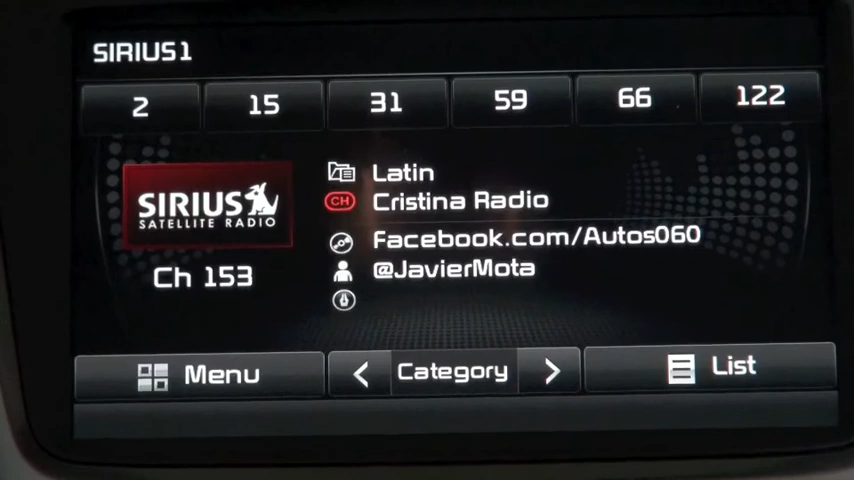 SIRIUS1
2 15 31 59 66 122
SIRIUS
SATELLITE RADIO
Ch 153
Latin
CH Cristina Radio
Facebook.com/Autos060
@JavierMota
Menu < Category > List